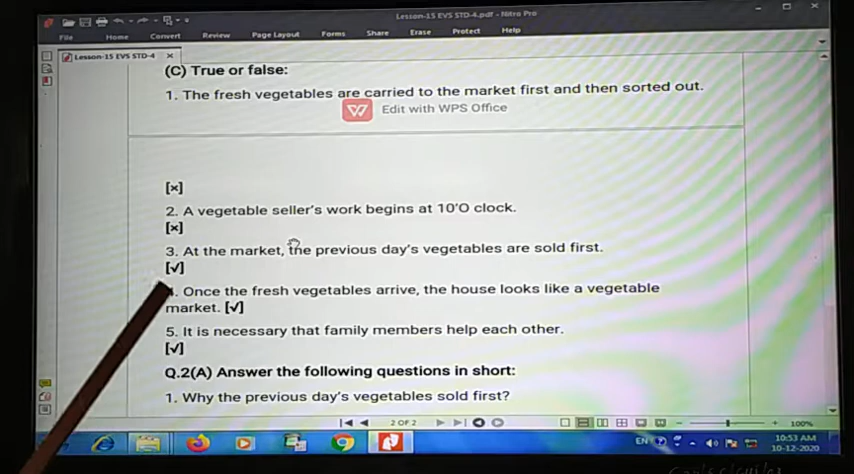 Lesson-15 EVS STD-4.pdf - Nitro Pro
File Home Convert Review Page Layout Forms Share Erase Protect Help
Lesson-15 EVS STD-4 ×
(C) True or false:
1. The fresh vegetables are carried to the market first and then sorted out.
Edit with WPS Office
[×]
2. A vegetable seller's work begins at 10'O clock.
[×]
3. At the market, the previous day's vegetables are sold first.
[√]
4. Once the fresh vegetables arrive, the house looks like a vegetable
market. [√]
5. It is necessary that family members help each other.
[√]
Q.2(A) Answer the following questions in short:
1. Why the previous day's vegetables sold first?
2 OF 2
100%
EN
10:53 AM
10-12-2020